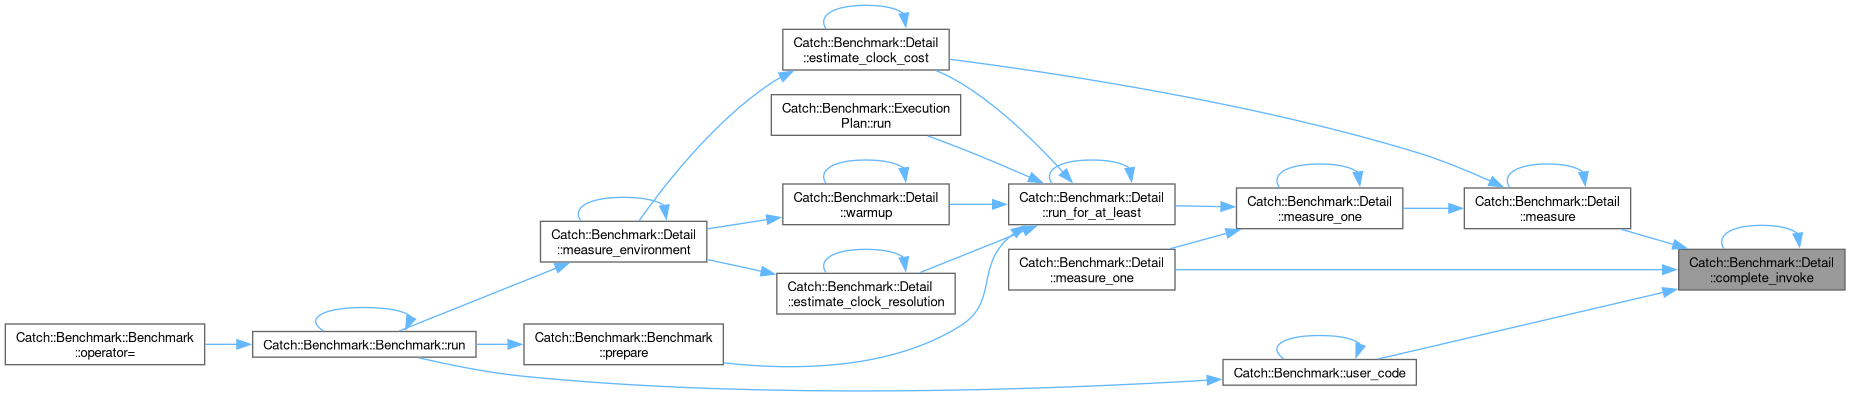 Catch::Benchmark::Detail
::estimate_clock_cost
Catch::Benchmark::Execution
Plan::run
Catch::Benchmark::Detail
::warmup
Catch::Benchmark::Detail
::run_for_at_least
Catch::Benchmark::Detail
::measure_one
Catch::Benchmark::Detail
::measure
Catch::Benchmark::Detail
::measure_environment
Catch::Benchmark::Detail
::estimate_clock_resolution
Catch::Benchmark::Detail
::measure_one
Catch::Benchmark::Detail
::complete_invoke
Catch::Benchmark::Benchmark
::operator=
Catch::Benchmark::Benchmark::run
Catch::Benchmark::Benchmark
::prepare
Catch::Benchmark::user_code